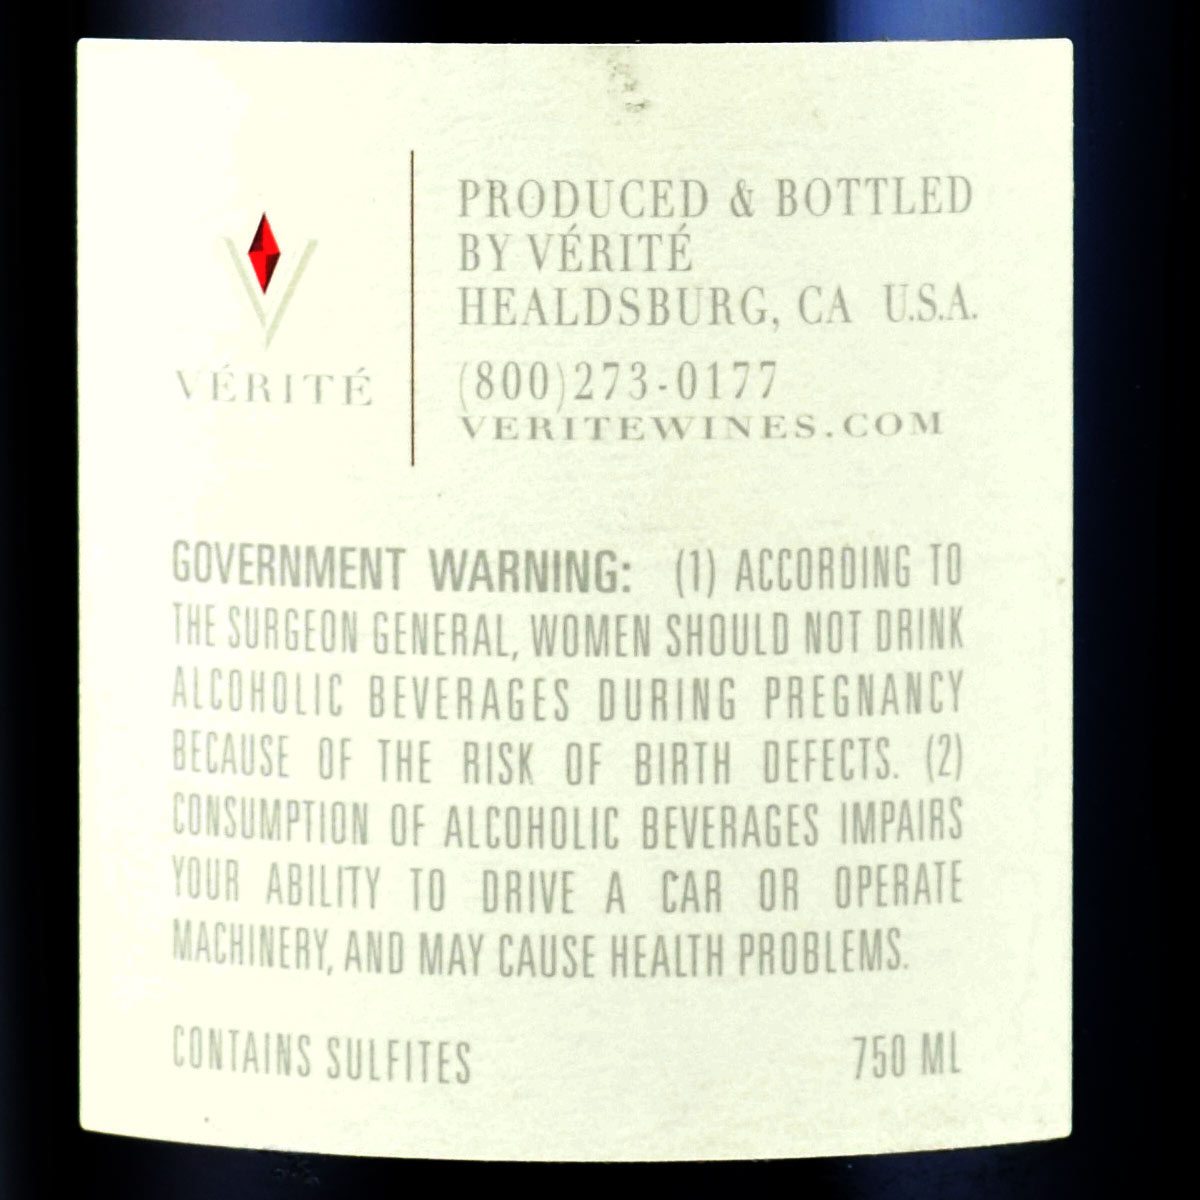 VÉRITÉ
PRODUCED & BOTTLED
BY VÉRITÉ
HEALDSBURG, CA U.S.A.
(800)273-0177
VERITEWINES.COM
GOVERNMENT WARNING: (1) ACCORDING TO
THE SURGEON GENERAL, WOMEN SHOULD NOT DRINK
ALCOHOLIC BEVERAGES DURING PREGNANCY
BECAUSE OF THE RISK OF BIRTH DEFECTS. (2)
CONSUMPTION OF ALCOHOLIC BEVERAGES IMPAIRS
YOUR ABILITY TO DRIVE A CAR OR OPERATE
MACHINERY, AND MAY CAUSE HEALTH PROBLEMS.
CONTAINS SULFITES 750 ML